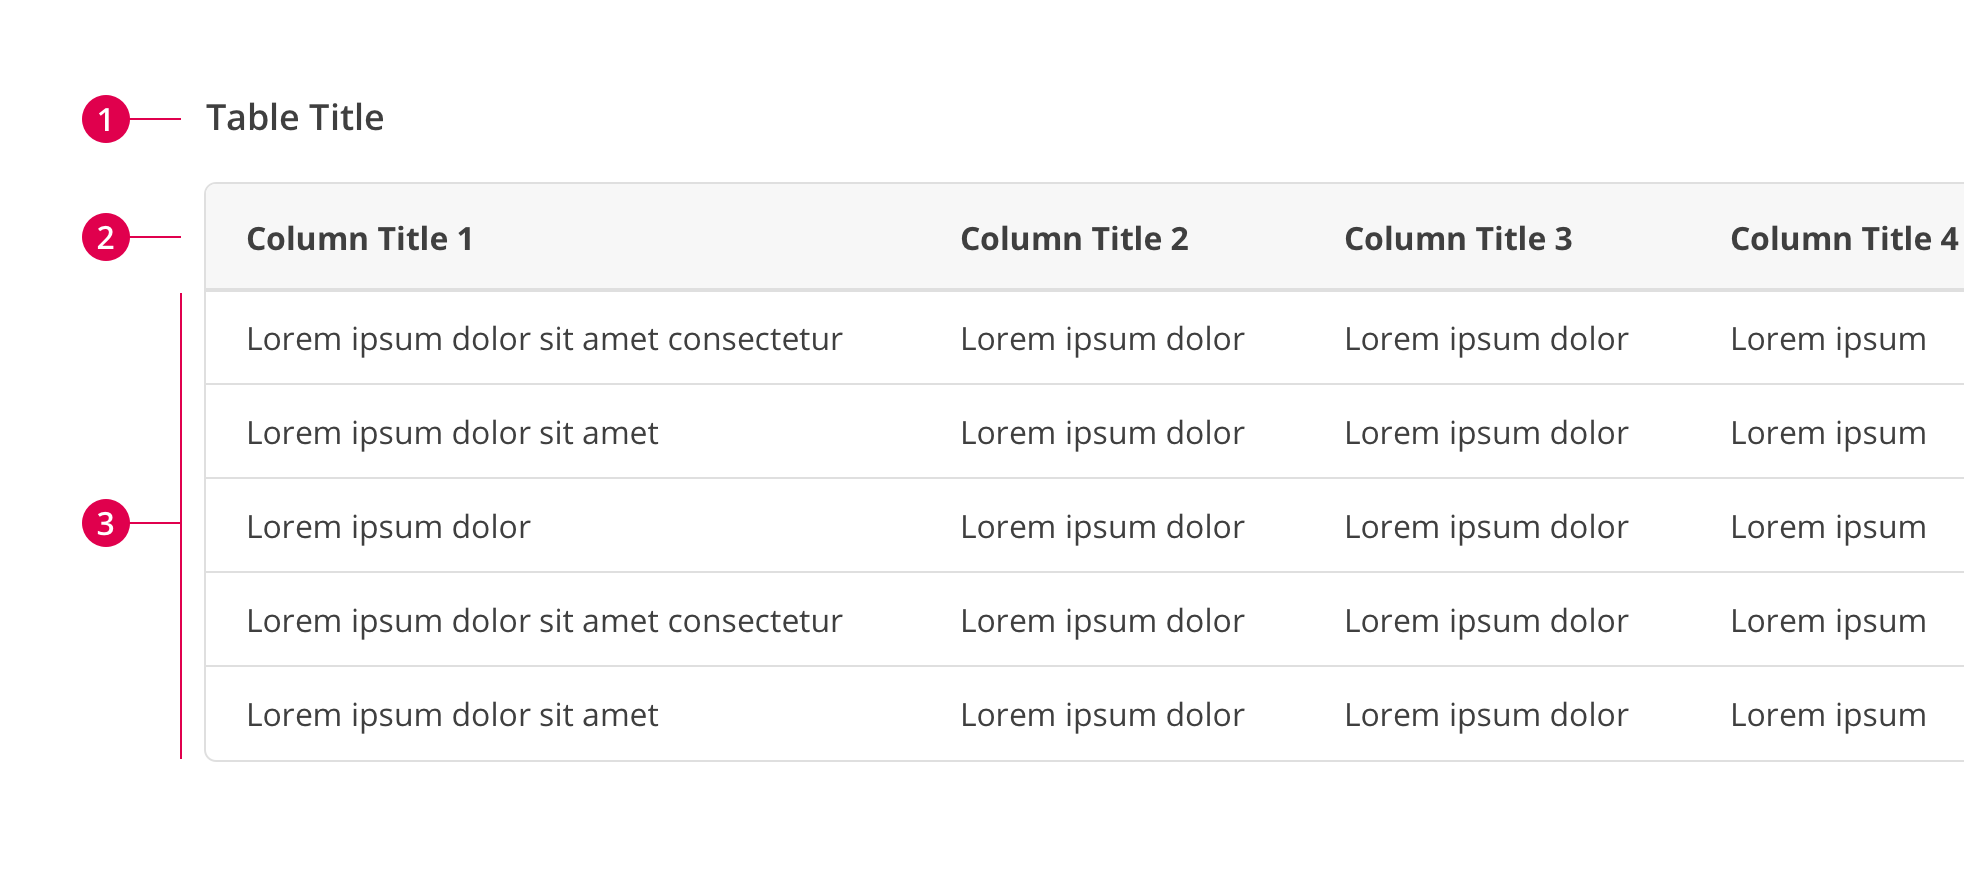 1 Table Title
2 Column Title 1 Column Title 2 Column Title 3 Column Title 4
Lorem ipsum dolor sit amet consectetur Lorem ipsum dolor Lorem ipsum dolor Lorem ipsum
Lorem ipsum dolor sit amet Lorem ipsum dolor Lorem ipsum dolor Lorem ipsum
3 Lorem ipsum dolor Lorem ipsum dolor Lorem ipsum dolor Lorem ipsum
Lorem ipsum dolor sit amet consectetur Lorem ipsum dolor Lorem ipsum dolor Lorem ipsum
Lorem ipsum dolor sit amet Lorem ipsum dolor Lorem ipsum dolor Lorem ipsum